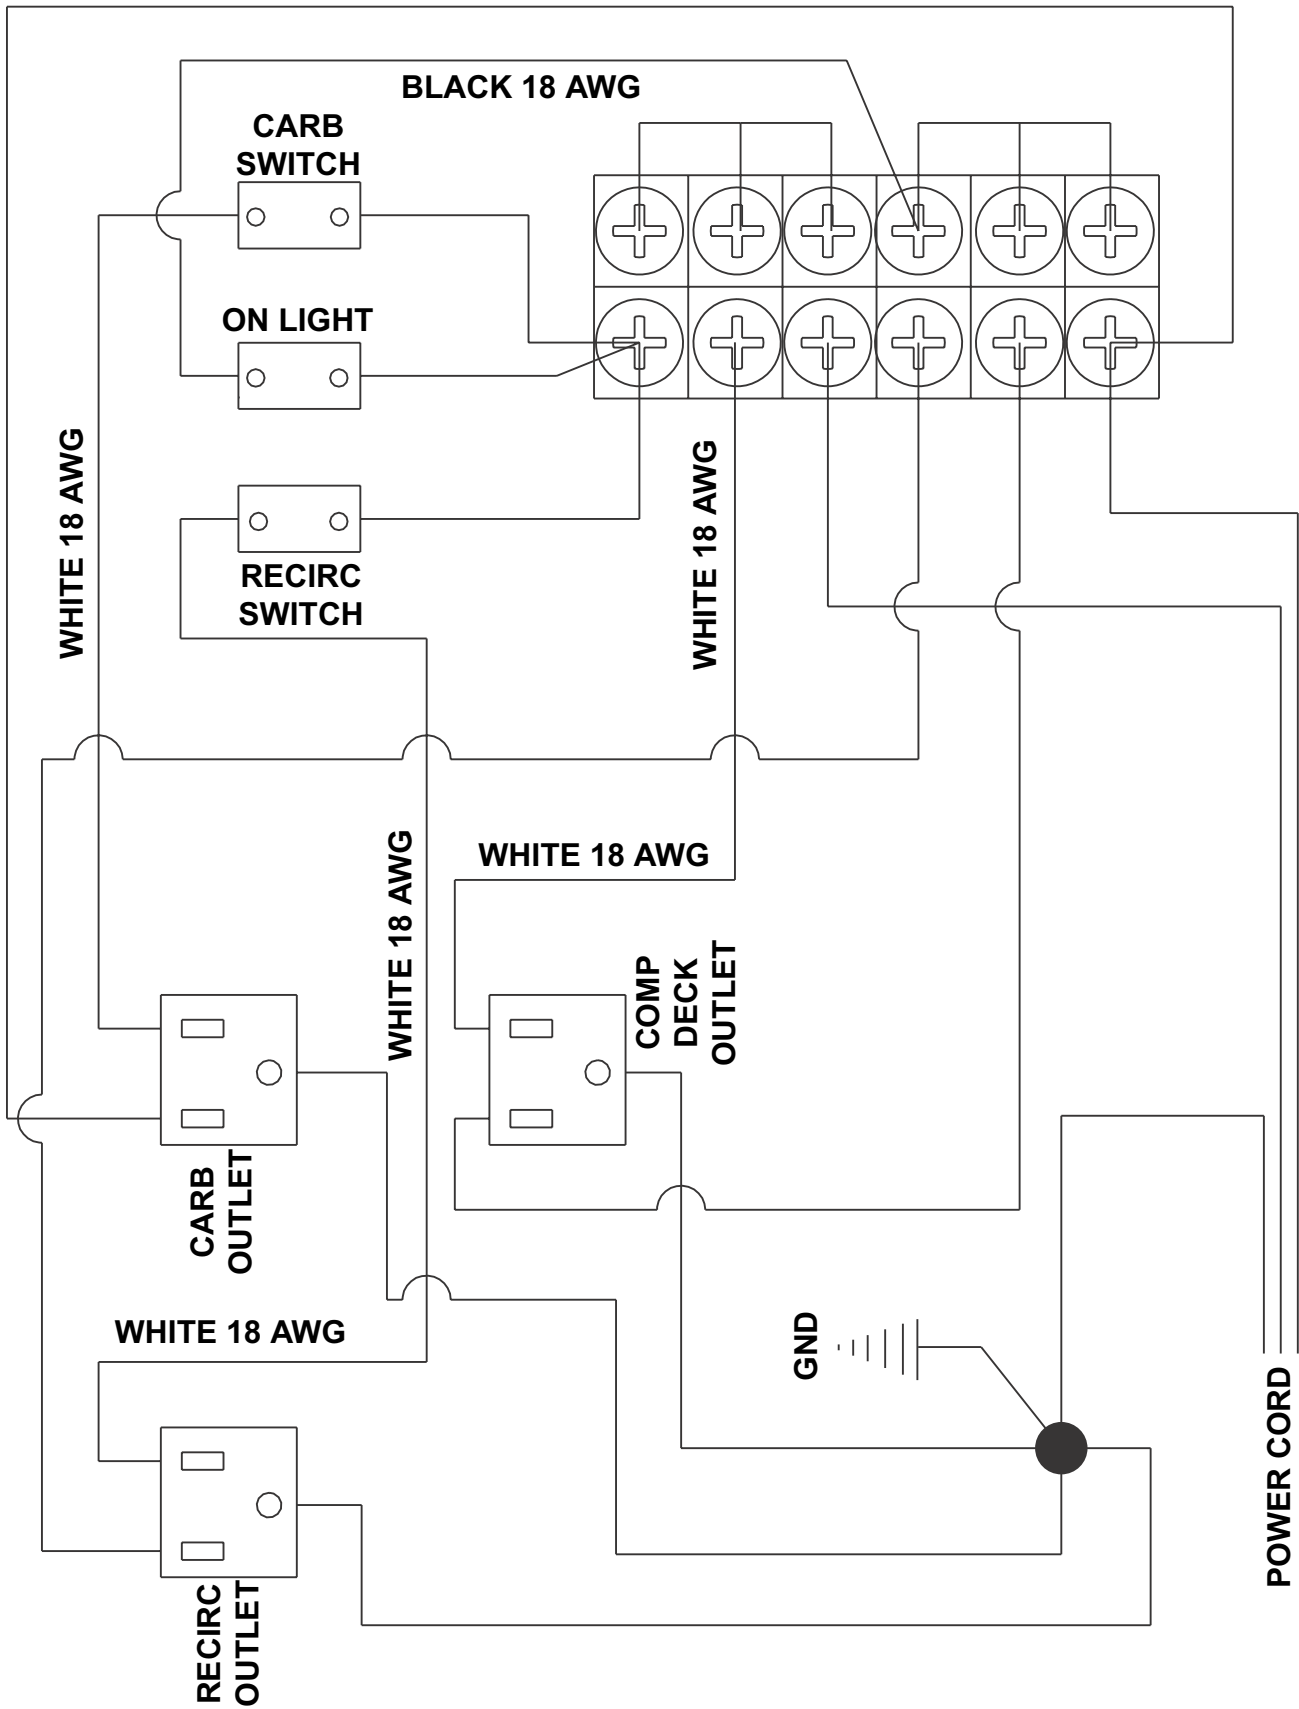 BLACK 18 AWG
CARB
SWITCH
ON LIGHT
WHITE 18 AWG
WHITE 18 AWG
RECIRC
SWITCH
WHITE 18 AWG
WHITE 18 AWG
COMP
DECK
OUTLET
CARB
OUTLET
WHITE 18 AWG
GND
POWER CORD
RECIRC
OUTLET